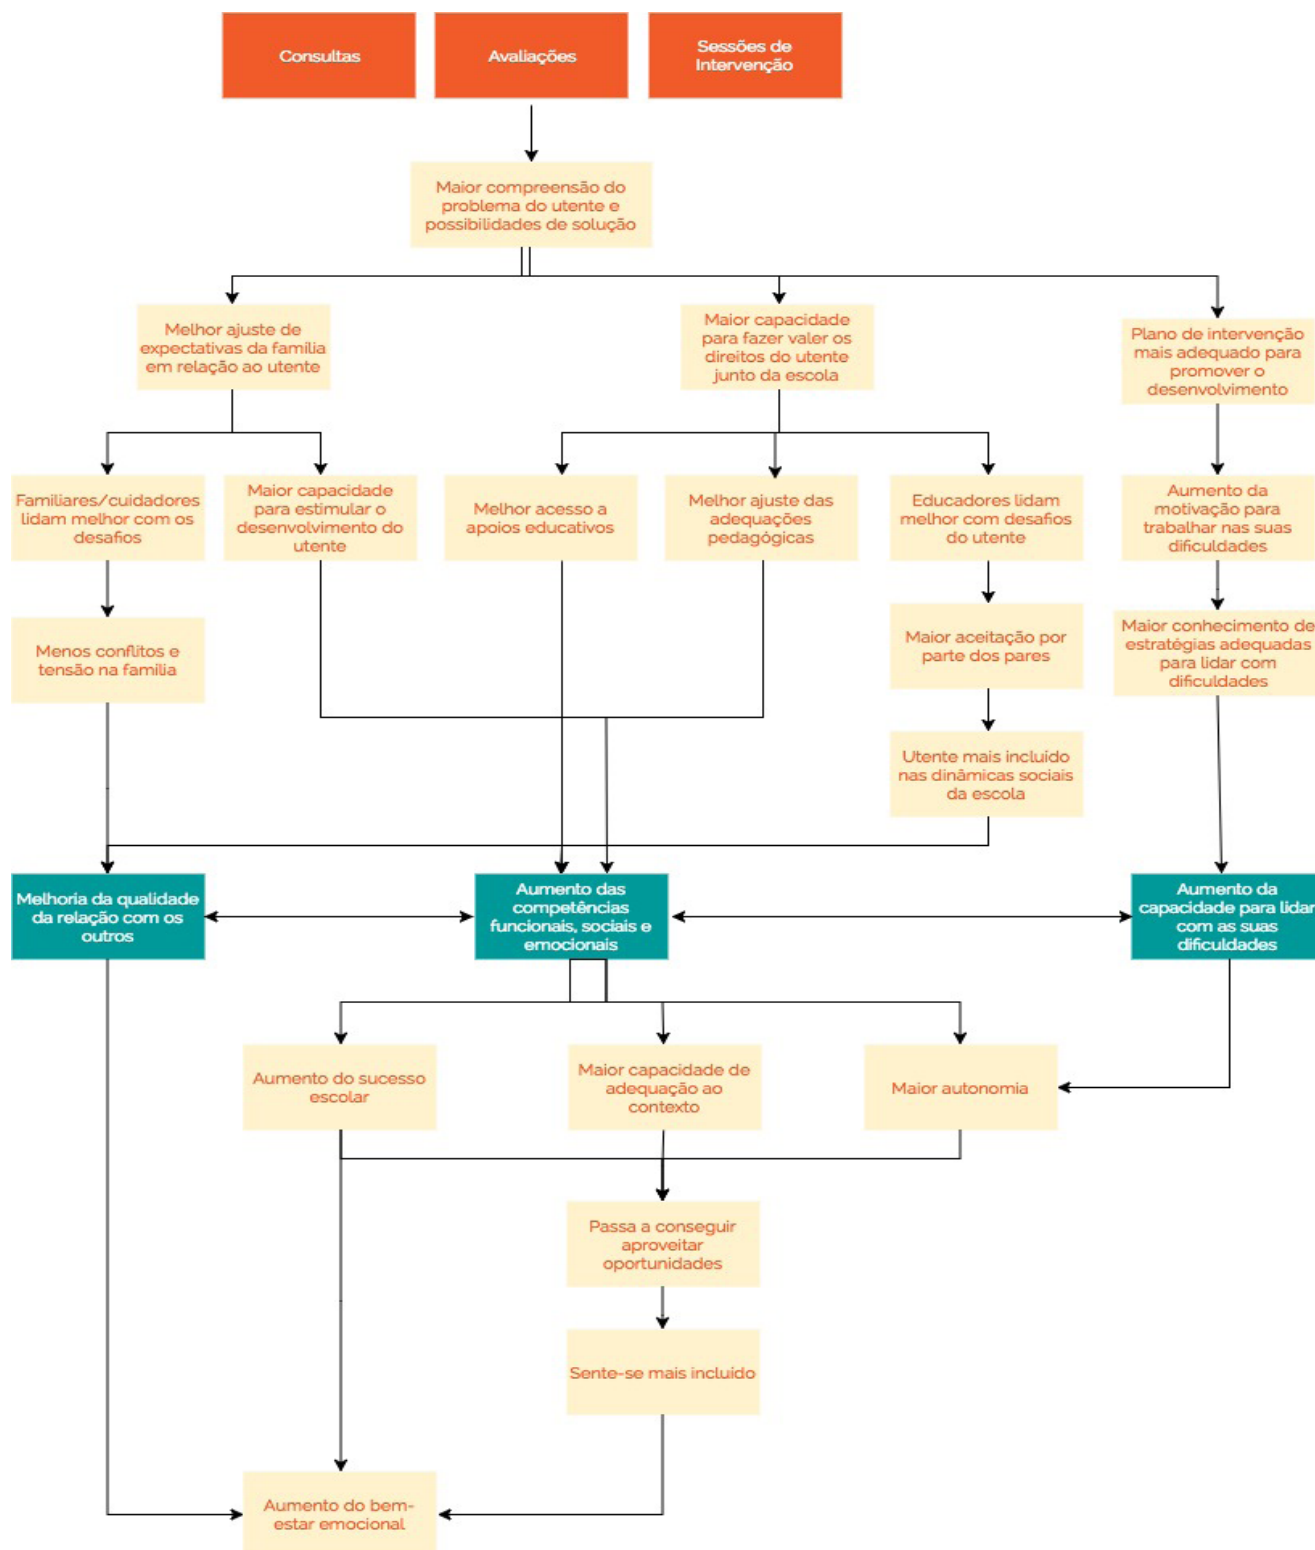 Consultas
Avaliações
Sessões de
Intervenção
Maior compreensão do
problema do utente e
possibilidades de solução
Melhor ajuste de
expectativas da família
em relação ao utente
Maior capacidade
para fazer valer os
direitos do utente
junto da escola
Plano de intervenção
mais adequado para
promover o
desenvolvimento
Familiares/cuidadores
lidam melhor com os
desafios
Maior capacidade
para estimular o
desenvolvimento do
utente
Melhor acesso a
apoios educativos
Melhor ajuste das
adequações
pedagógicas
Educadores lidam
melhor com desafios
do utente
Aumento da
motivação para
trabalhar nas suas
dificuldades
Menos conflitos e
tensão na família
Maior aceitação por
parte dos pares
Maior conhecimento de
estratégias adequadas
para lidar com
dificuldades
Utente mais incluído
nas dinâmicas sociais
da escola
Melhoria da qualidade
da relação com os
outros
Aumento das
competências
funcionais, sociais e
emocionais
Aumento da
capacidade para lidar
com as suas
dificuldades
Aumento do sucesso
escolar
Maior capacidade de
adequação ao
contexto
Maior autonomia
Passa a conseguir
aproveitar
oportunidades
Sente-se mais incluído
Aumento do bem-
estar emocional